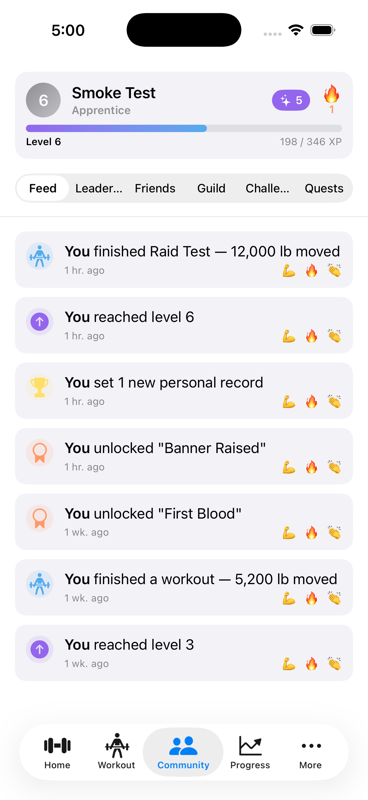 5:00
6
Smoke Test
Apprentice
5
1
Level 6
198 / 346 XP
Feed
Leader...
Friends
Guild
Challe...
Quests
You finished Raid Test — 12,000 lb moved
1 hr. ago
You reached level 6
1 hr. ago
You set 1 new personal record
1 hr. ago
You unlocked "Banner Raised"
1 hr. ago
You unlocked "First Blood"
1 wk. ago
You finished a workout — 5,200 lb moved
1 wk. ago
You reached level 3
1 wk. ago
Home
Workout
Community
Progress
More